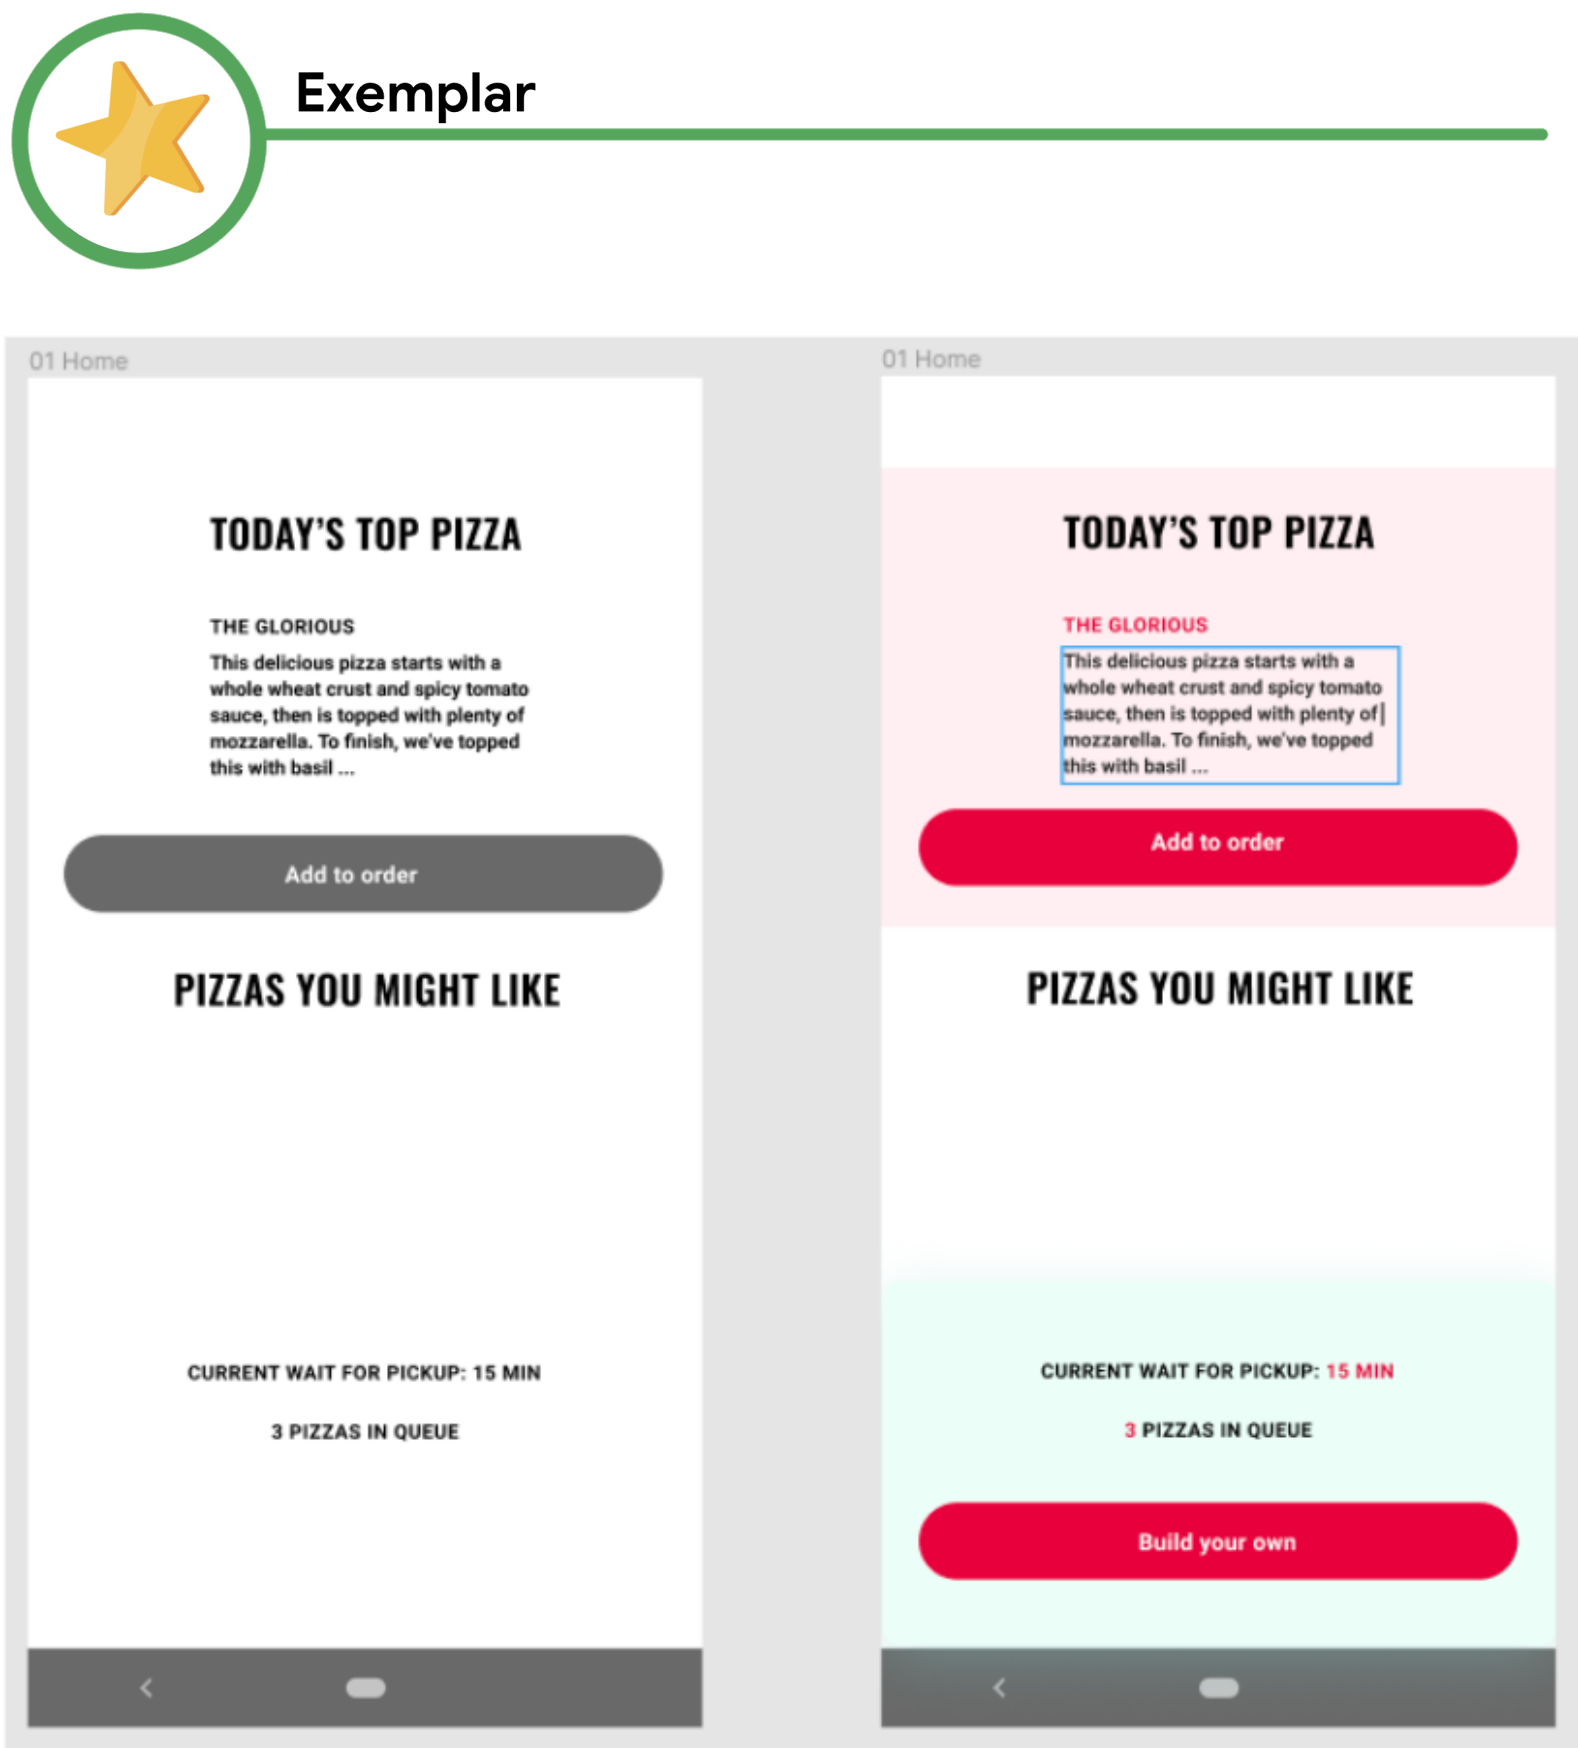 Exemplar
01 Home
TODAY’S TOP PIZZA
THE GLORIOUS
This delicious pizza starts with a
whole wheat crust and spicy tomato
sauce, then is topped with plenty of
mozzarella. To finish, we've topped
this with basil ...
Add to order
PIZZAS YOU MIGHT LIKE
CURRENT WAIT FOR PICKUP: 15 MIN
3 PIZZAS IN QUEUE
01 Home
TODAY’S TOP PIZZA
THE GLORIOUS
This delicious pizza starts with a
whole wheat crust and spicy tomato
sauce, then is topped with plenty of
mozzarella. To finish, we've topped
this with basil ...
Add to order
PIZZAS YOU MIGHT LIKE
CURRENT WAIT FOR PICKUP: 15 MIN
3 PIZZAS IN QUEUE
Build your own